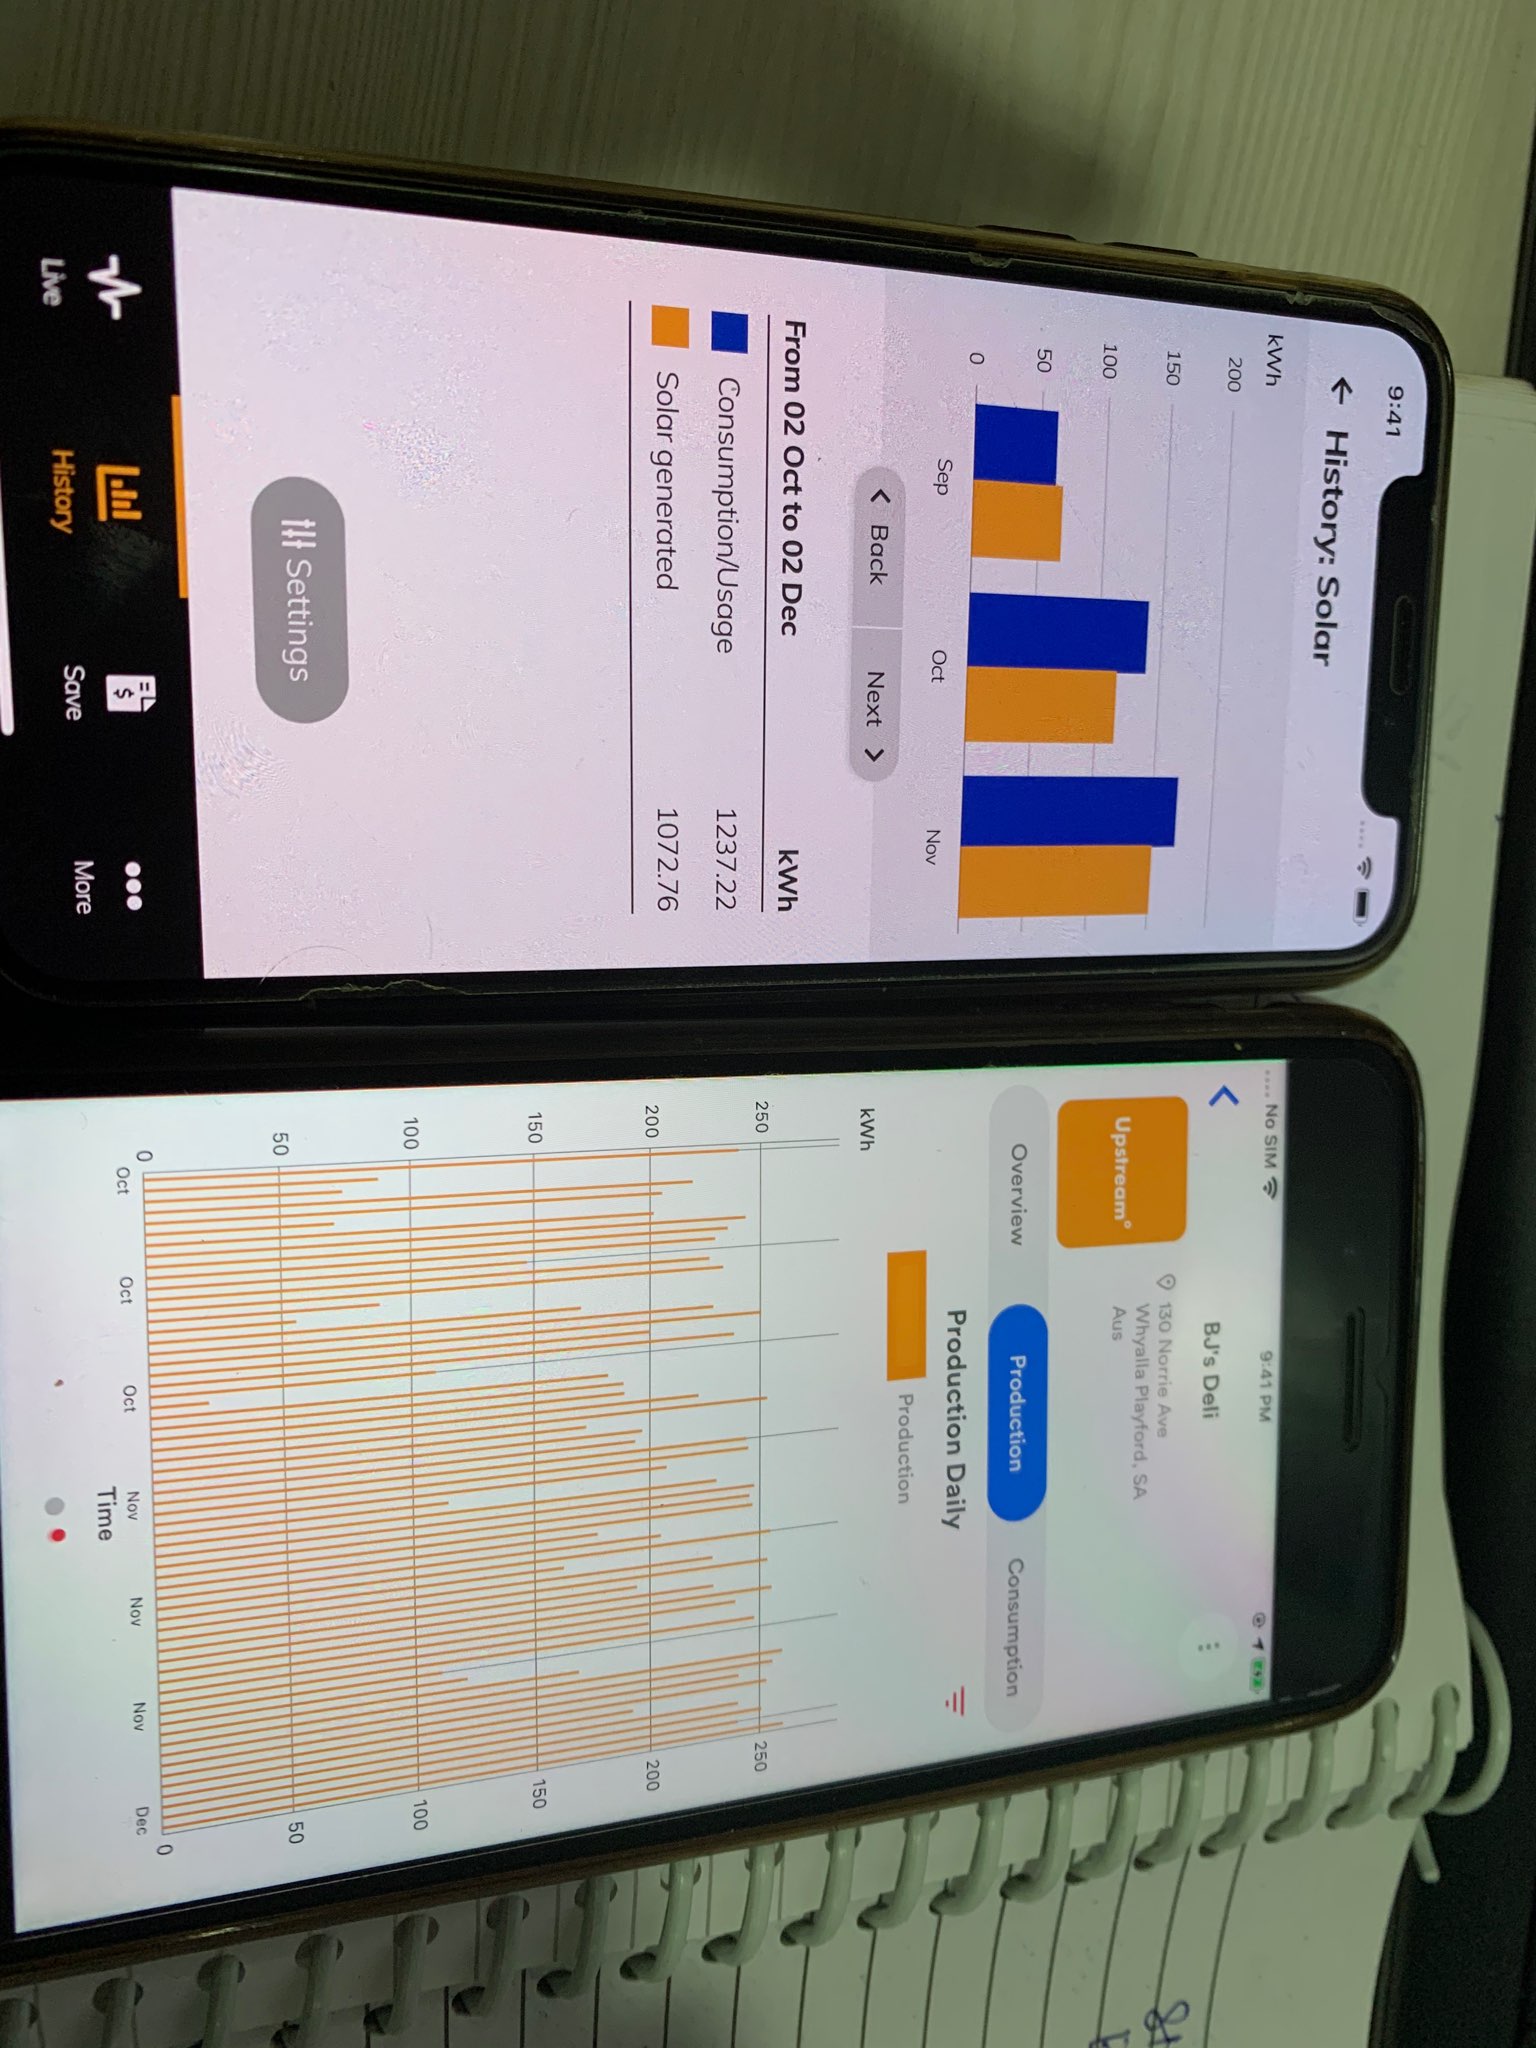 9:41
← History: Solar
kWh
200
150
100
50
0
Sep Oct Nov
< Back Next >
From 02 Oct to 02 Dec kWh
Consumption/Usage 1237.22
Solar generated 1072.76
Settings
Live History Save More
No SIM 9:41 PM
BJ's Deli
Upstream°
130 Norrie Ave
Whyalla Playford, SA
Aus
Overview Production Consumption
Production Daily
Production
kWh
250 250
200 200
150 150
100 100
50 50
0 0
Oct Oct Oct Nov Nov Nov Dec
Time